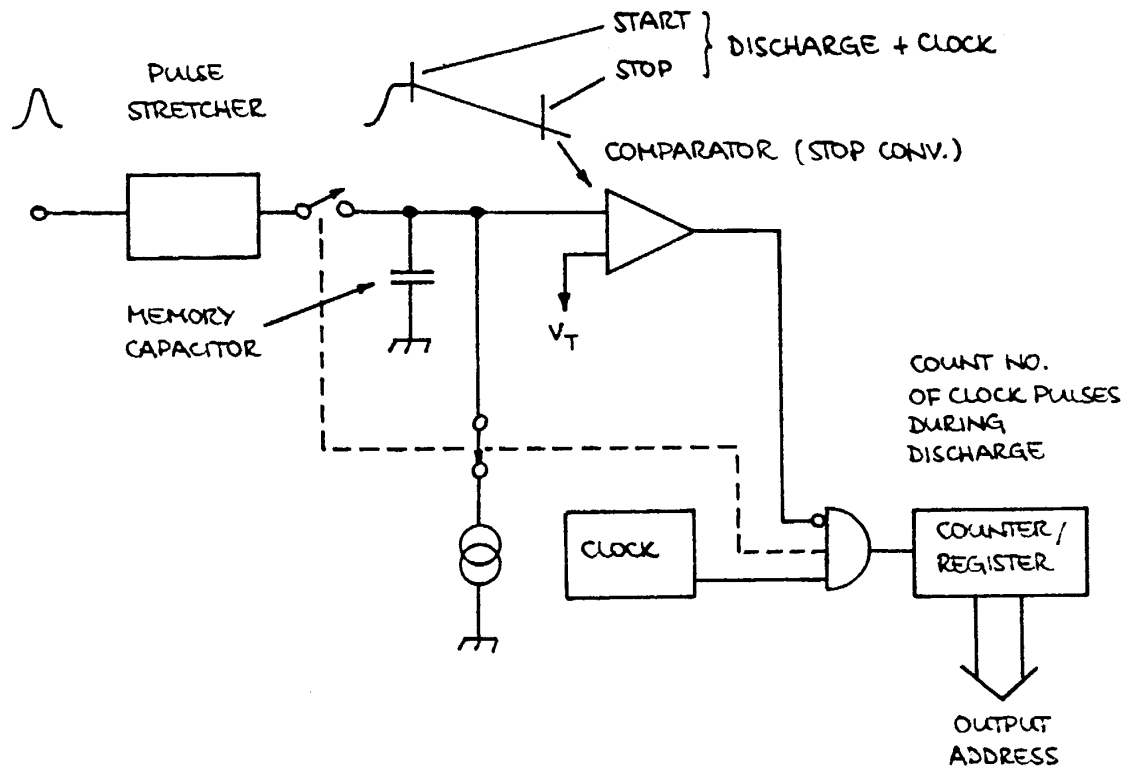 START
STOP
DISCHARGE + CLOCK
PULSE
STRETCHER
COMPARATOR (STOP CONV.)
MEMORY
CAPACITOR
V_T
COUNT NO.
OF CLOCK PULSES
DURING
DISCHARGE
CLOCK
COUNTER/
REGISTER
OUTPUT
ADDRESS